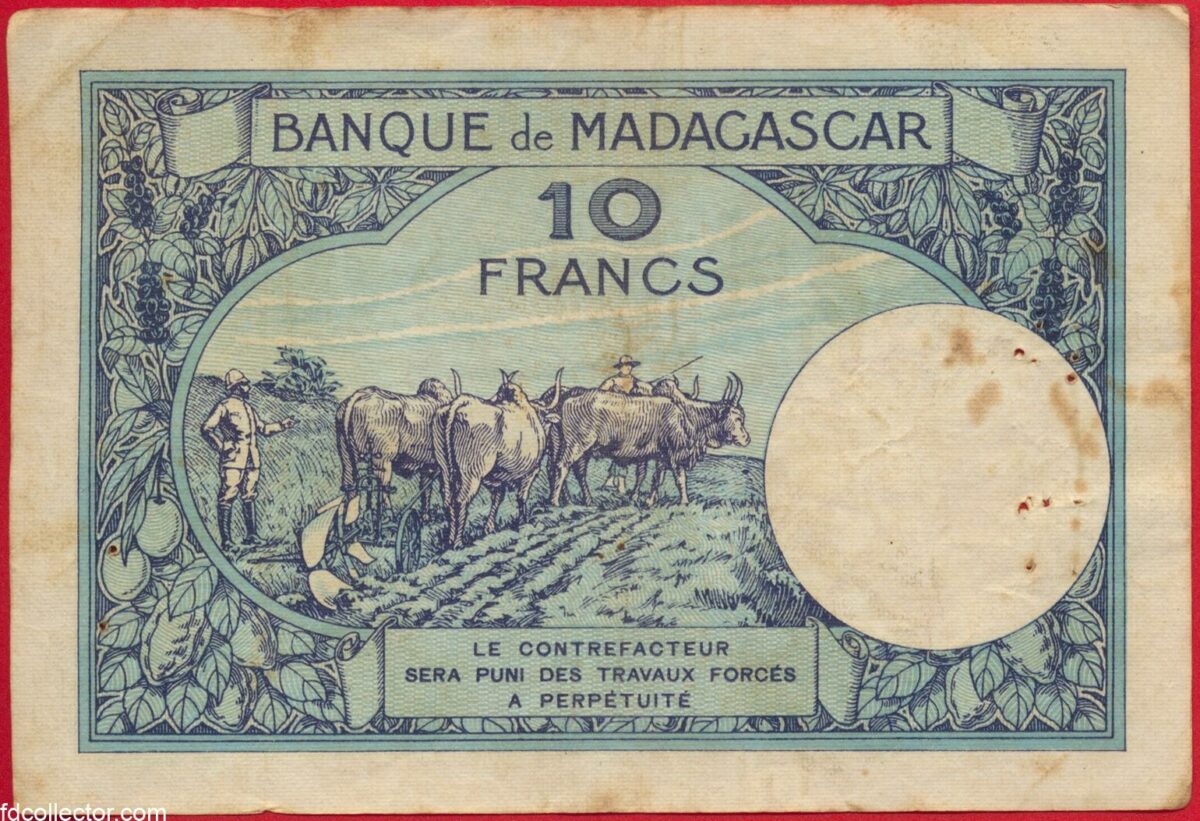 BANQUE de MADAGASCAR
10
FRANCS
LE CONTREFACTEUR
SERA PUNI DES TRAVAUX FORCÉS
A PERPÉTUITÉ
fdcollector.com